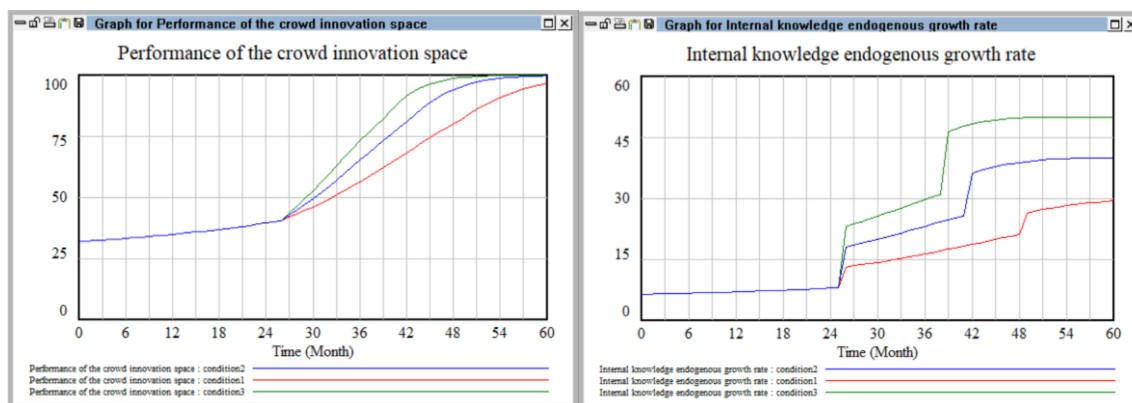 Graph for Performance of the crowd innovation space
Performance of the crowd innovation space
100
75
50
25
0
0 6 12 18 24 30 36 42 48 54 60
Time (Month)
Performance of the crowd innovation space : condition2
Performance of the crowd innovation space : condition1
Performance of the crowd innovation space : condition3
Graph for Internal knowledge endogenous growth rate
Internal knowledge endogenous growth rate
60
45
30
15
0
0 6 12 18 24 30 36 42 48 54 60
Time (Month)
Internal knowledge endogenous growth rate : condition2
Internal knowledge endogenous growth rate : condition1
Internal knowledge endogenous growth rate : condition3